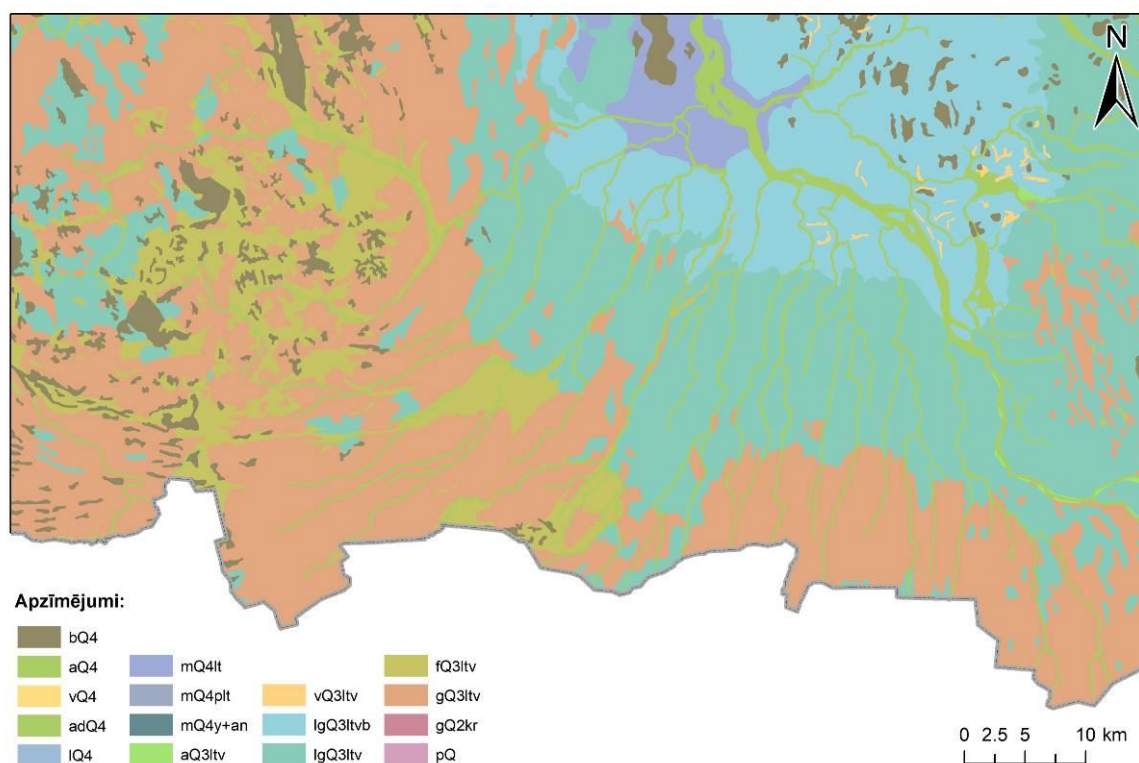 N
Apzīmējumi:
bQ4
aQ4 mQ4lt fQ3ltv
vQ4 mQ4plt vQ3ltv gQ3ltv
adQ4 mQ4y+an lgQ3ltvb gQ2kr
lQ4 aQ3ltv lgQ3ltv pQ
0 2.5 5 10 km